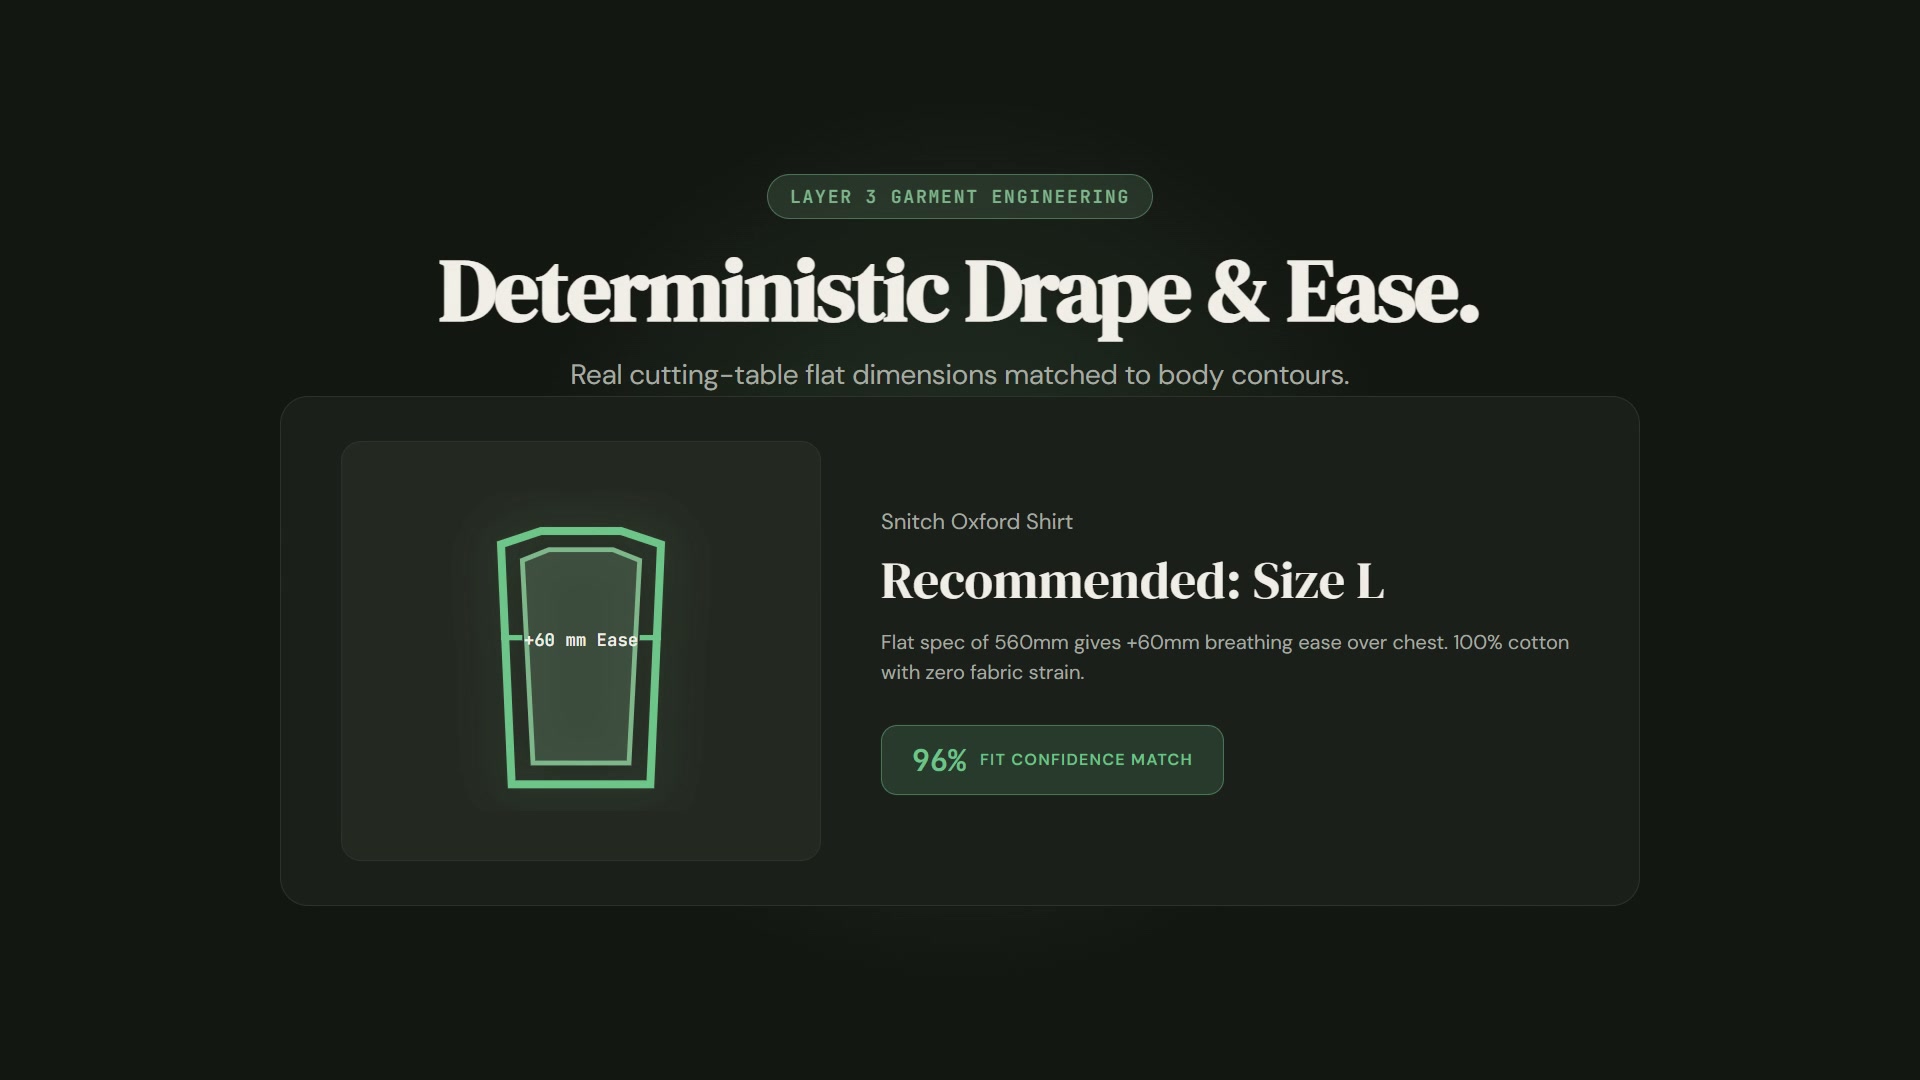 LAYER 3 GARMENT ENGINEERING
Deterministic Drape & Ease.
Real cutting-table flat dimensions matched to body contours.
+60 mm Ease
Snitch Oxford Shirt
Recommended: Size L
Flat spec of 560mm gives +60mm breathing ease over chest. 100% cotton
with zero fabric strain.
96% FIT CONFIDENCE MATCH